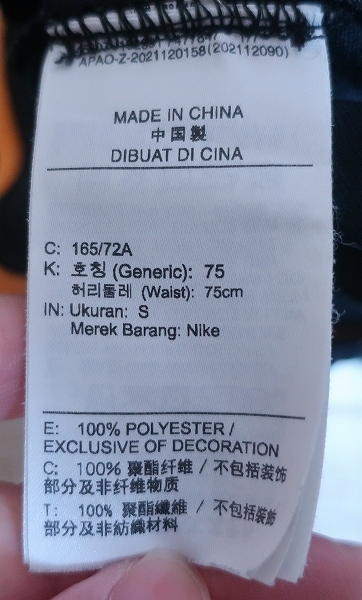 APAO-Z-2021120158(202112090)
MADE IN CHINA
中国製
DIBUAT DI CINA
C: 165/72A
K: 호칭 (Generic): 75
허리둘레 (Waist): 75cm
IN: Ukuran: S
Merek Barang: Nike
E: 100% POLYESTER /
EXCLUSIVE OF DECORATION
C: 100% 聚酯纤维 / 不包括装饰
部分及非纤维物质
T: 100% 聚酯纖維 / 不包括裝飾
部分及非紡織材料